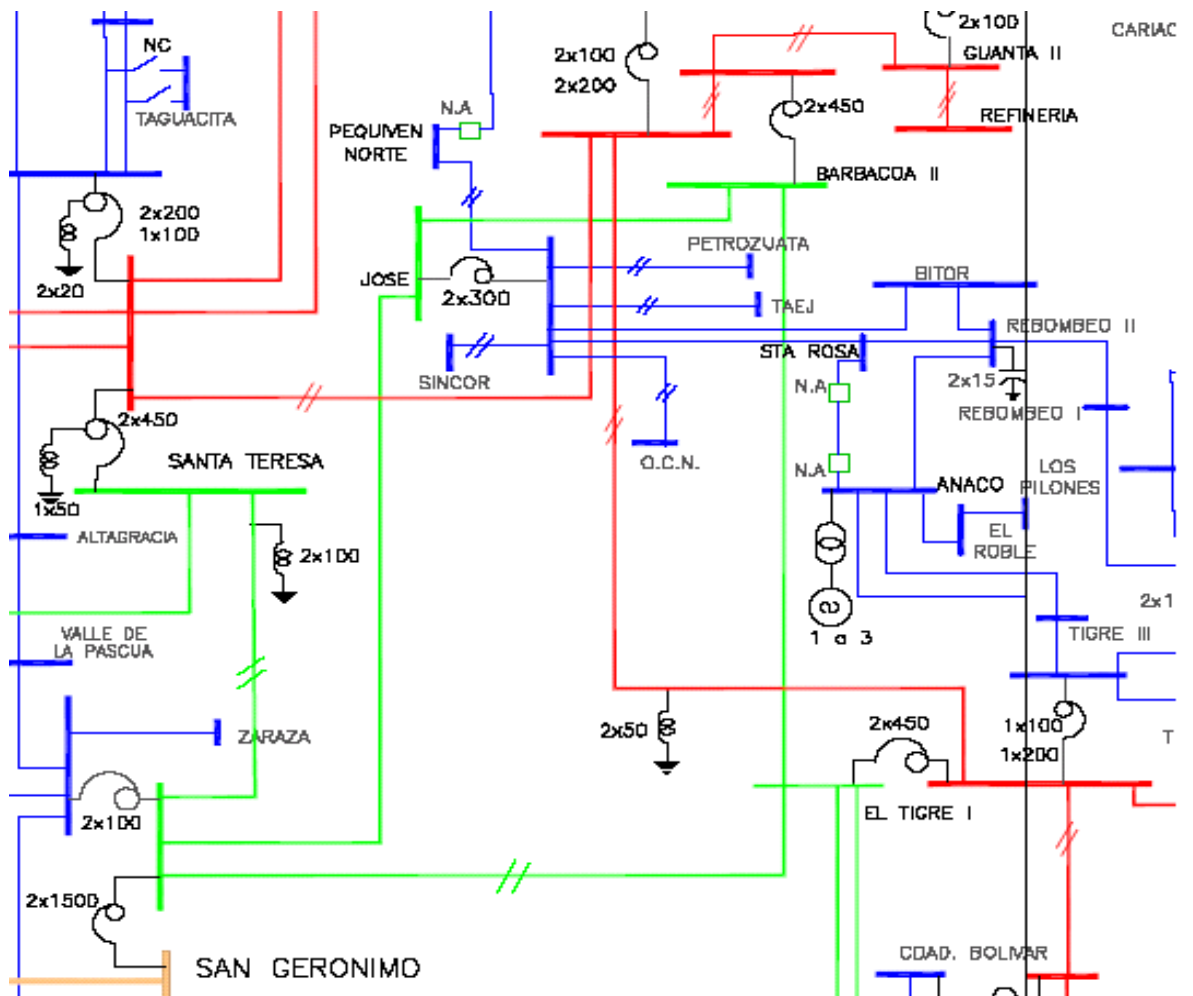 2x100
CARIAC
NC
2x100
2x200
GUANTA II
N.A
2x450
TAGUACITA
PEQUIVEN
NORTE
REFINERIA
BARBACOA II
2x200
1x100
PETROZUATA
2x20
JOSE
2x300
BITOR
TAEJ
REBOMBEO II
STA ROSA
SINCOR
N.A
2x15
REBOMBEO I
2x450
SANTA TERESA
O.C.N.
N.A
LOS
PILONES
ANACO
1x50
ALTAGRACIA
2x100
EL
ROBLE
2x1
VALLE DE
LA PASCUA
1 a 3
TIGRE III
ZARAZA
2x50
2x450
1x100
1x200
T
2x100
EL TIGRE I
2x1500
SAN GERONIMO
CDAD. BOLIVAR